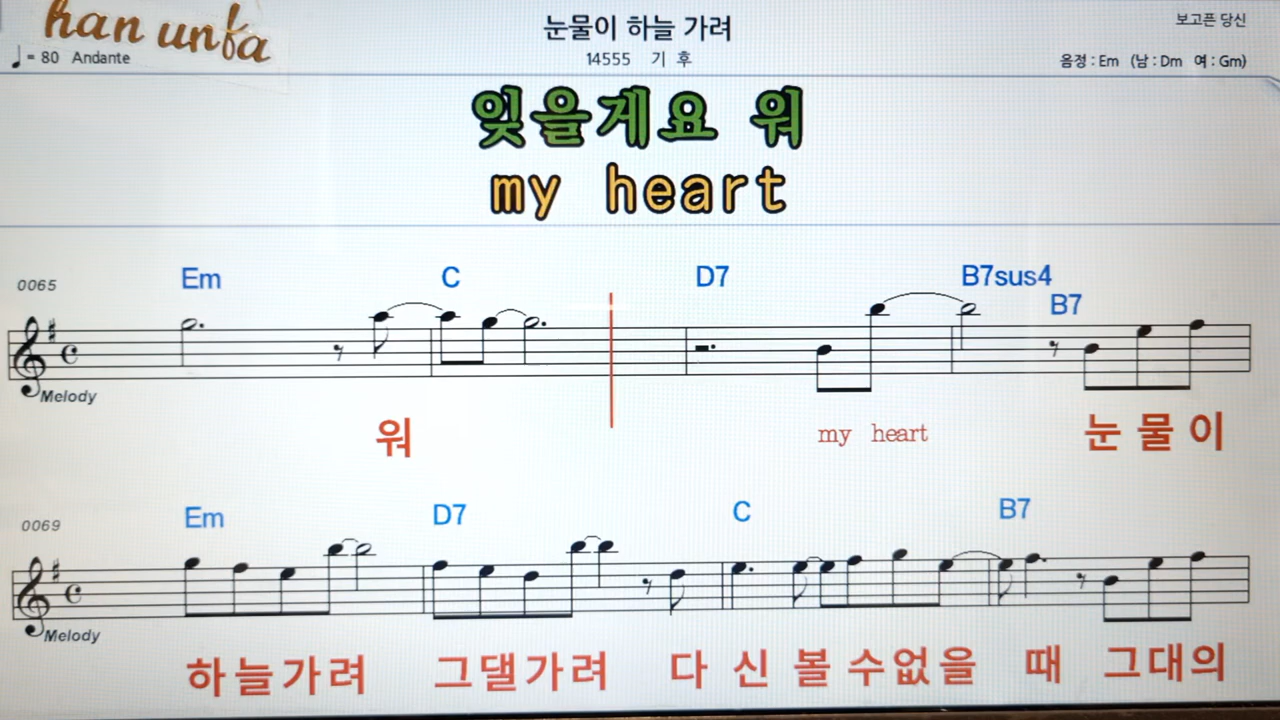 han unfa
눈물이 하늘 가려
보고픈 당신
♩= 80 Andante
14555 기 후
음정 : Em (남 : Dm 여 : Gm)
잊을게요 워
my heart
0065 Em C D7 B7sus4 B7
Melody
워 my heart 눈 물 이
0069 Em D7 C B7
Melody
하늘가려 그댈가려 다 신 볼 수없을 때 그대의